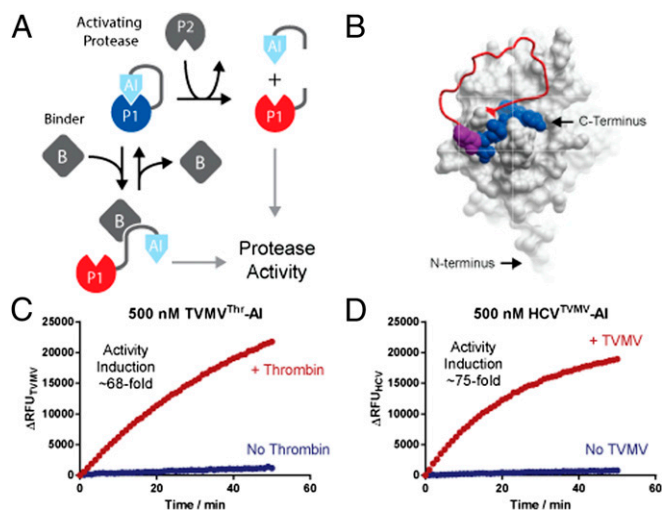 A
Activating
Protease
P2
AI
P1
AI
+
P1
Binder
B
B
B
AI
P1
Protease
Activity
B
C-Terminus
N-terminus
C
500 nM TVMVThr-AI
ΔRFUTVMV
25000
20000
15000
10000
5000
0
Activity
Induction
~68-fold
+ Thrombin
No Thrombin
0
20
40
60
Time / min
D
500 nM HCVTVMV-AI
ΔRFUHCV
25000
20000
15000
10000
5000
0
Activity
Induction
~75-fold
+ TVMV
No TVMV
0
20
40
60
Time / min